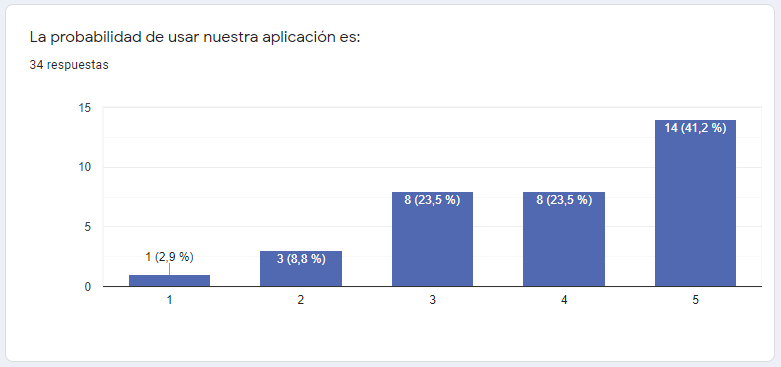 La probabilidad de usar nuestra aplicación es:
34 respuestas
15
10
5
0
1 (2,9 %)
3 (8,8 %)
8 (23,5 %)
8 (23,5 %)
14 (41,2 %)
1
2
3
4
5